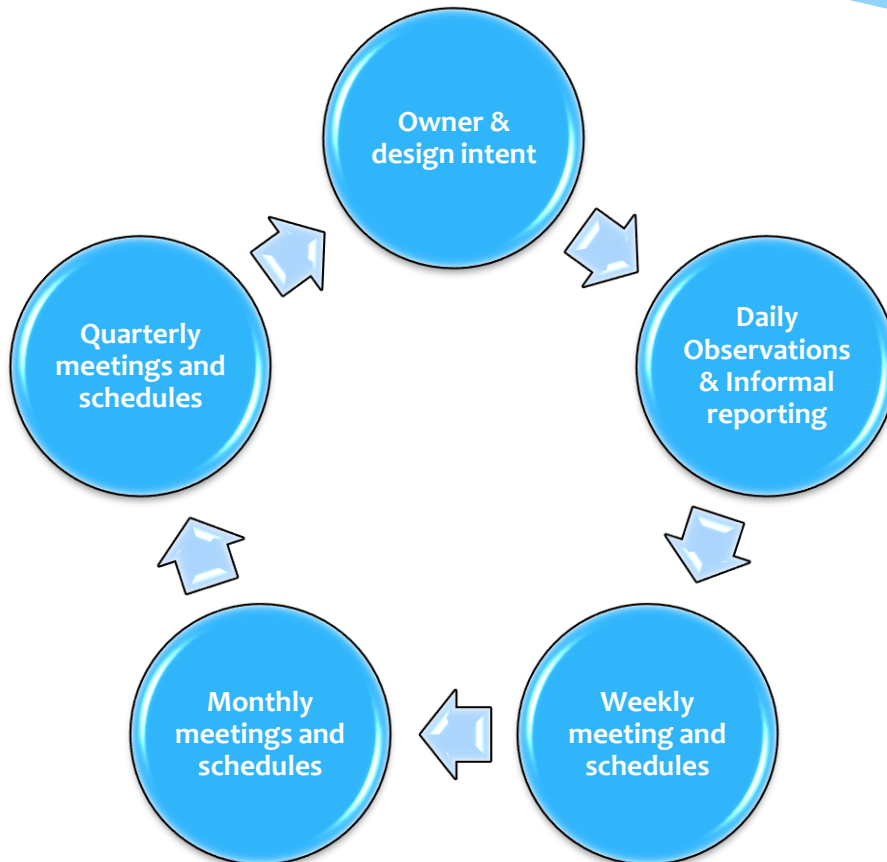 Owner &
design intent
Daily
Observations
& Informal
reporting
Weekly
meeting and
schedules
Monthly
meetings and
schedules
Quarterly
meetings and
schedules